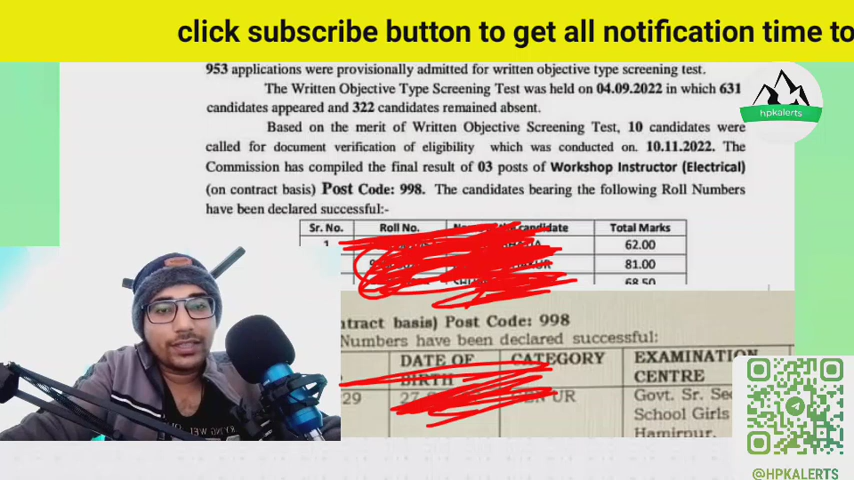 click subscribe button to get all notification time to
953 applications were provisionally admitted for written objective type screening test.
The Written Objective Type Screening Test was held on 04.09.2022 in which 631
candidates appeared and 322 candidates remained absent.
Based on the merit of Written Objective Screening Test, 10 candidates were
called for document verification of eligibility which was conducted on. 10.11.2022. The
Commission has compiled the final result of 03 posts of Workshop Instructor (Electrical)
(on contract basis) Post Code: 998. The candidates bearing the following Roll Numbers
have been declared successful:-
Sr. No. Roll No. candidate Total Marks
1 62.00
81.00
68.50
hpkalerts
ntract basis) Post Code: 998
Numbers have been declared successful:
DATE OF BIRTH CATEGORY EXAMINATION CENTRE
29 27 UR Govt. Sr. Sec
School Girls
Hamirpur,
@HPKALERTS